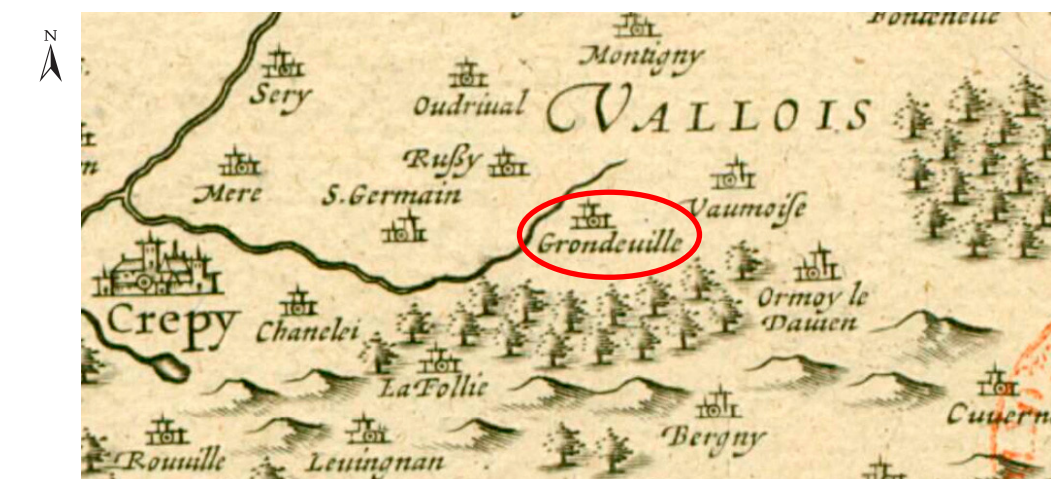 N
Fontenelle
Montigny
Sery
Oudriual
VALLOIS
n
Rußy
Mere
S. Germain
Vaumoiſe
Grondeuille
Ormoy le
Dauien
Crepy
Chanelei
La Follie
Cuuern
Bergny
Rouuille
Leuingnan